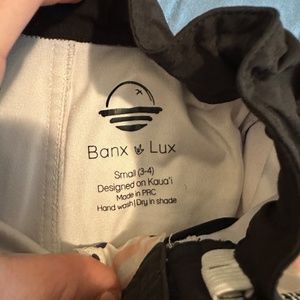 Banx Lux
Small (3-4)
Designed on Kaua'i
Made in PRC
Hand wash | Dry in shade